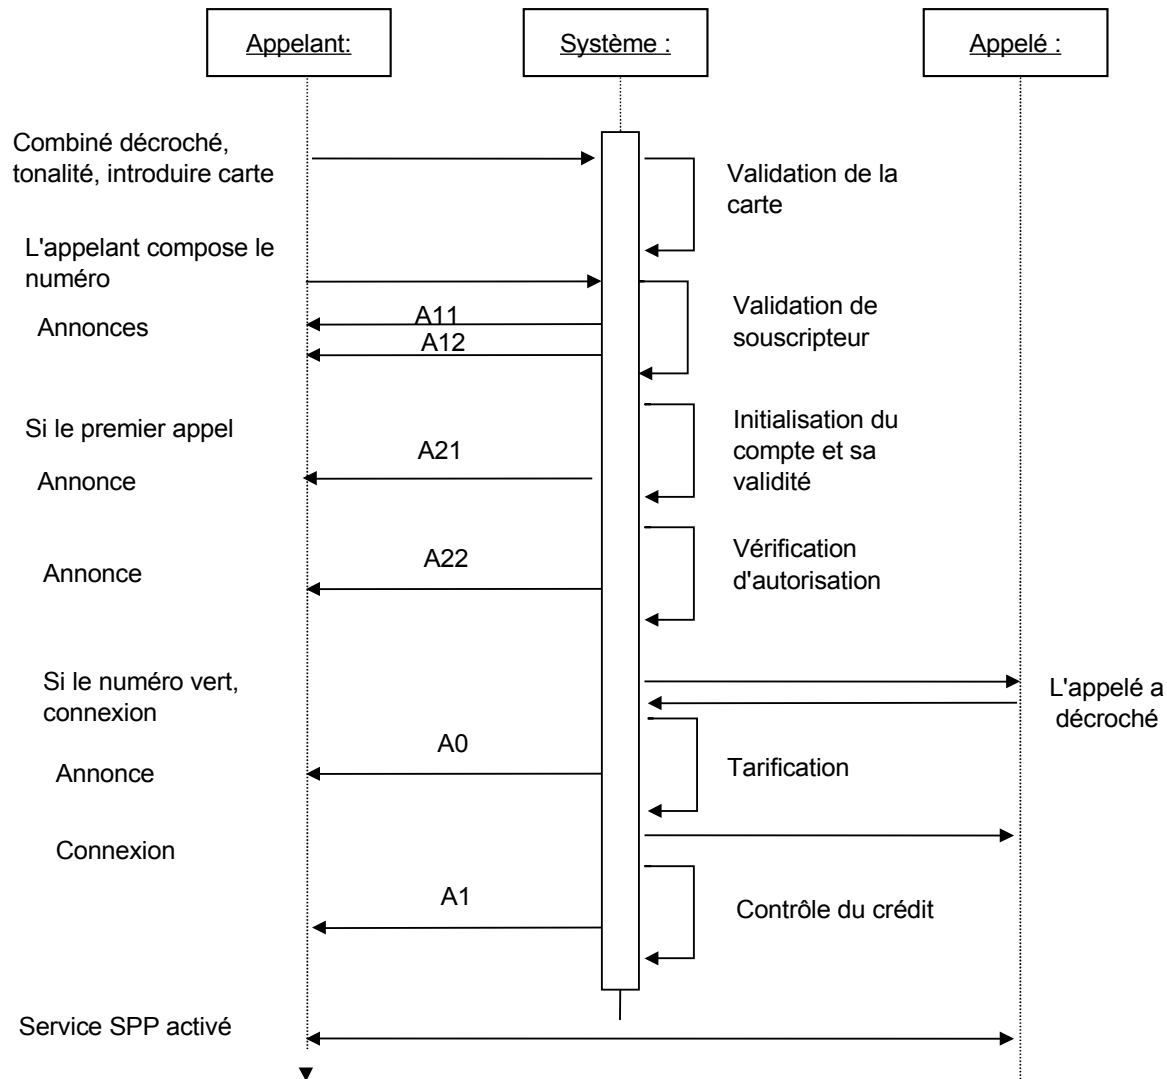 Appelant:
Système :
Appelé :
Combiné décroché,
tonalité, introduire carte
Validation de la
carte
L'appelant compose le
numéro
Annonces
A11
A12
Validation de
souscripteur
Si le premier appel
Annonce
A21
Initialisation du
compte et sa
validité
Annonce
A22
Vérification
d'autorisation
Si le numéro vert,
connexion
L'appelé a
décroché
Annonce
A0
Tarification
Connexion
A1
Contrôle du crédit
Service SPP activé